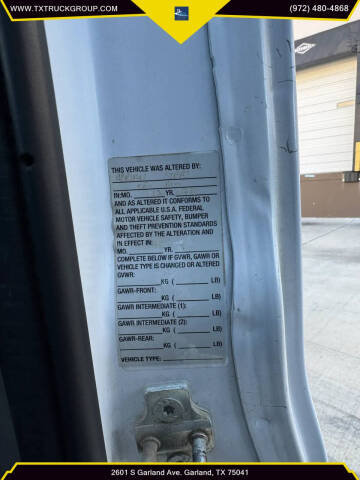 WWW.TXTRUCKGROUP.COM
(972) 480-4868
THIS VEHICLE WAS ALTERED BY:
IN:MO. YR.
AND AS ALTERED IT CONFORMS TO
ALL APPLICABLE U.S.A. FEDERAL
MOTOR VEHICLE SAFETY, BUMPER
AND THEFT PREVENTION STANDARDS
AFFECTED BY THE ALTERATION AND
IN EFFECT IN:
MO. YR.
COMPLETE BELOW IF GVWR, GAWR OR
VEHICLE TYPE IS CHANGED OR ALTERED
GVWR:
KG ( LB)
GAWR-FRONT:
KG ( LB)
GAWR INTERMEDIATE (1):
KG ( LB)
GAWR INTERMEDIATE (2):
KG ( LB)
GAWR-REAR:
KG ( LB)
VEHICLE TYPE:
2601 S Garland Ave. Garland, TX 75041